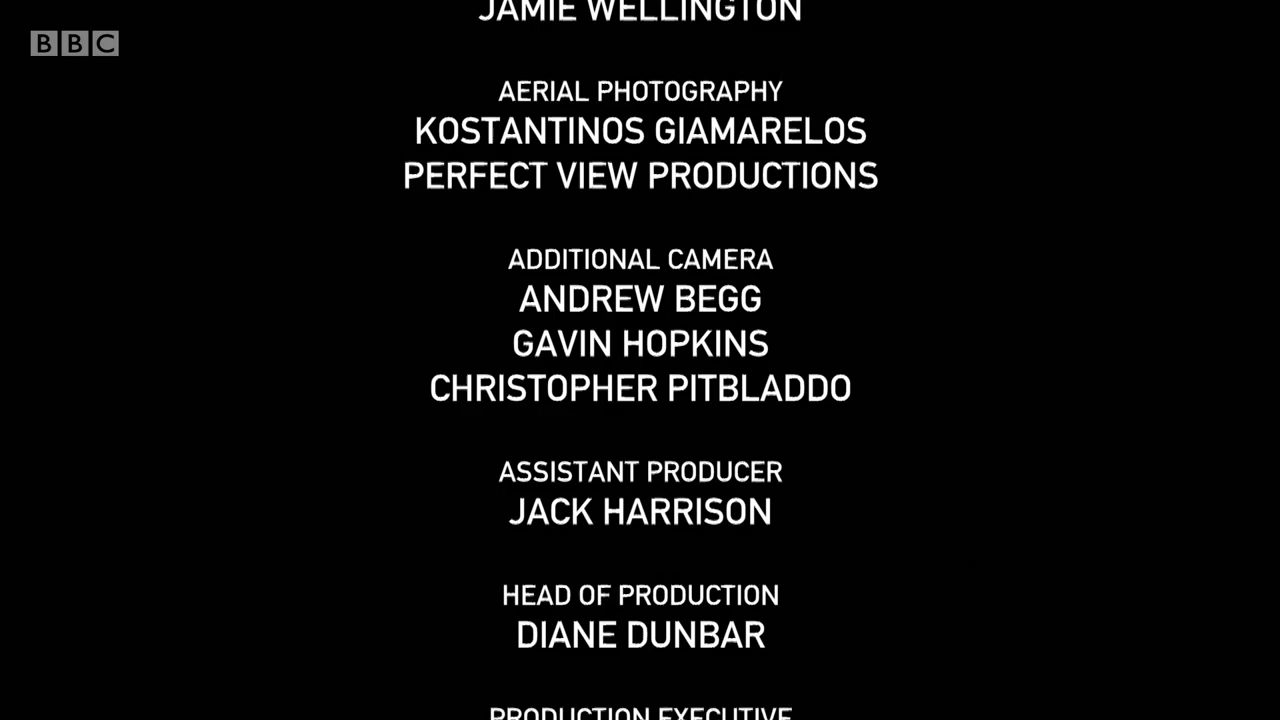 JAMIE WELLINGTON
BBC
AERIAL PHOTOGRAPHY
KOSTANTINOS GIAMARELOS
PERFECT VIEW PRODUCTIONS
ADDITIONAL CAMERA
ANDREW BEGG
GAVIN HOPKINS
CHRISTOPHER PITBLADDO
ASSISTANT PRODUCER
JACK HARRISON
HEAD OF PRODUCTION
DIANE DUNBAR
PRODUCTION EXECUTIVE